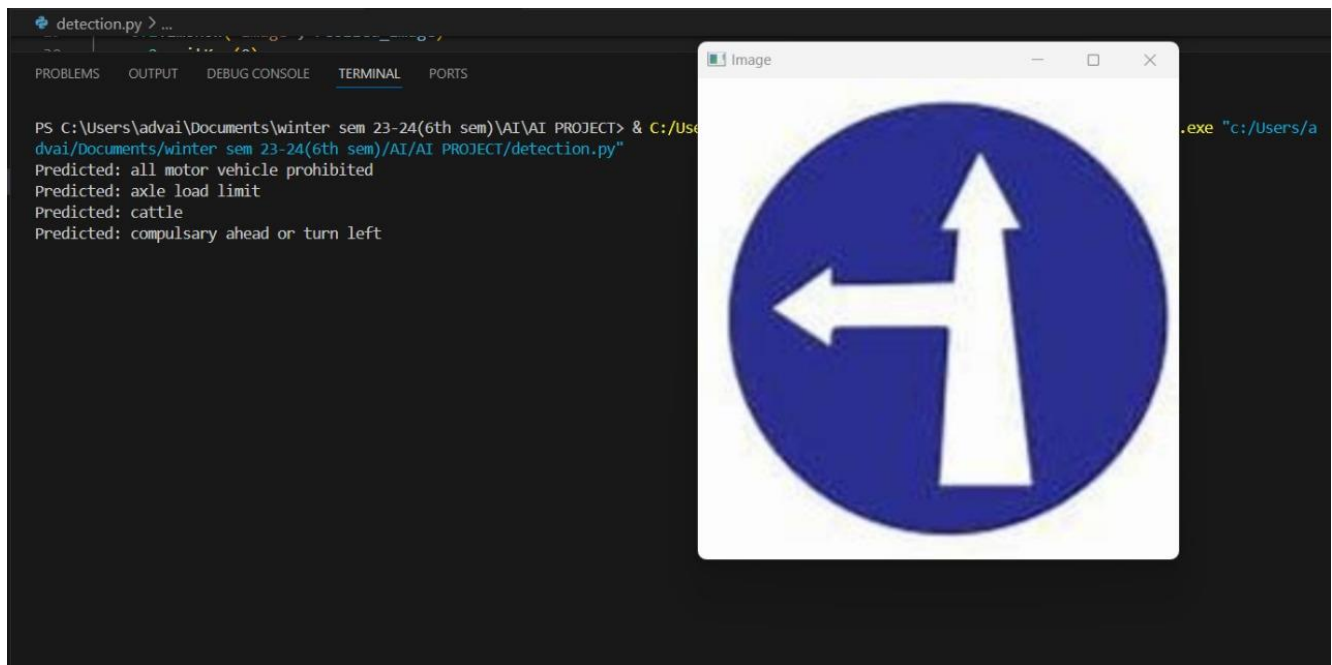 detection.py > ...
PROBLEMS OUTPUT DEBUG CONSOLE TERMINAL PORTS
Image
PS C:\Users\advai\Documents\winter sem 23-24(6th sem)\AI\AI PROJECT> & C:/Use .exe "c:/Users/a
dvai/Documents/winter sem 23-24(6th sem)/AI/AI PROJECT/detection.py"
Predicted: all motor vehicle prohibited
Predicted: axle load limit
Predicted: cattle
Predicted: compulsary ahead or turn left